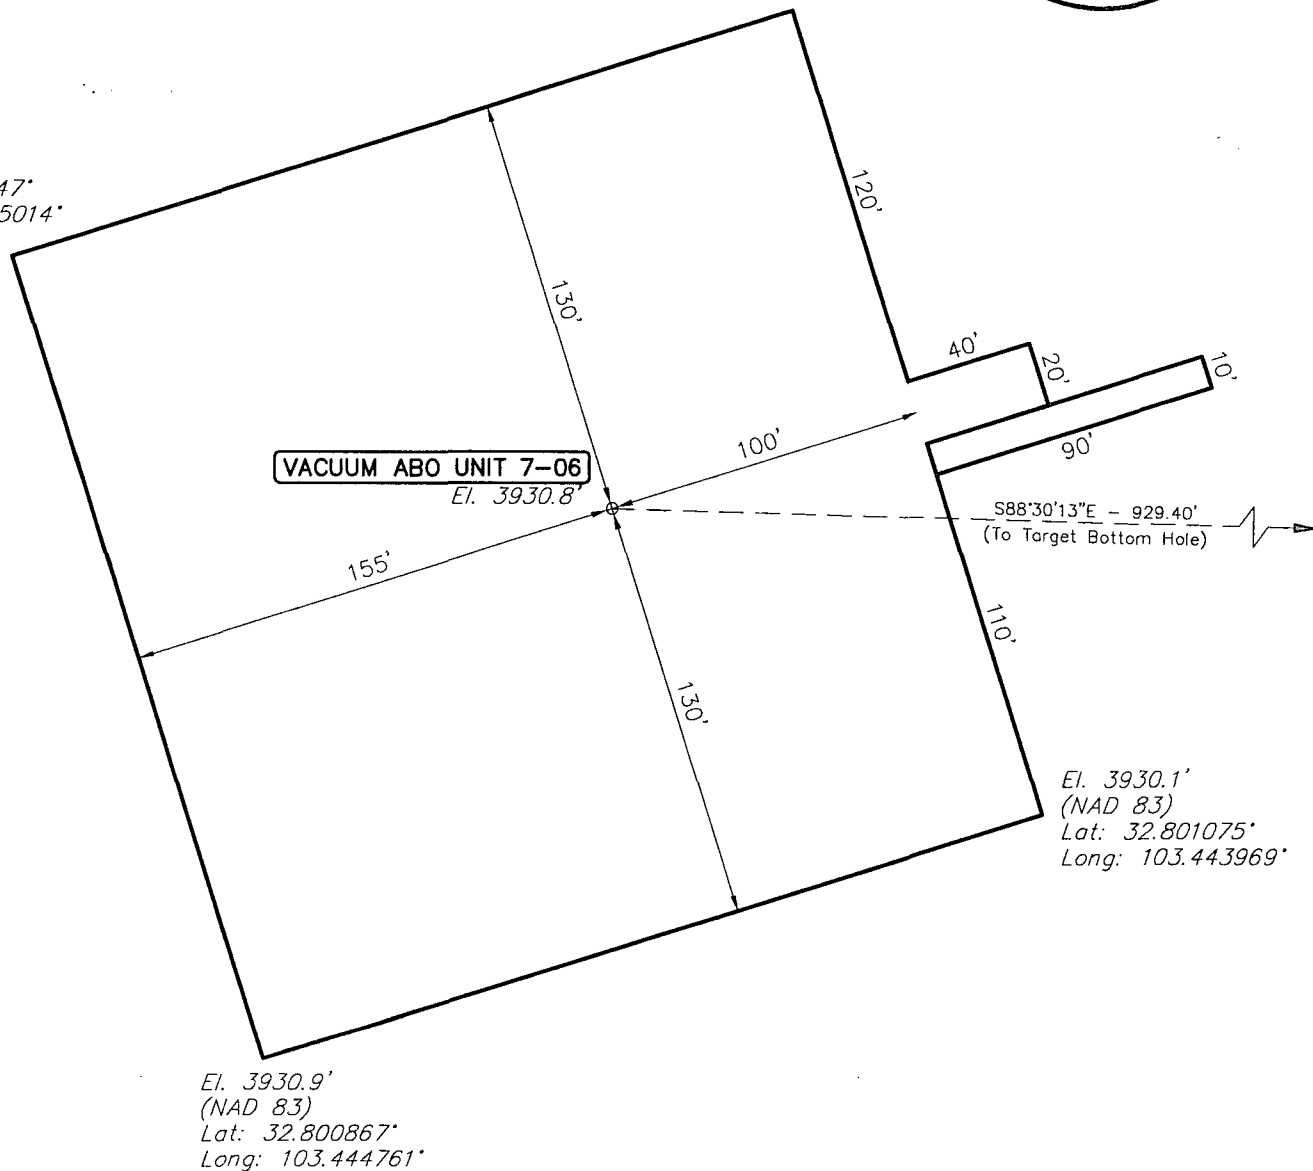 47°
5014°
120'
130'
40'
20'
10'
100'
90'
VACUUM ABO UNIT 7-06
El. 3930.8'
S88°30'13"E - 929.40'
(To Target Bottom Hole)
155'
110'
130'
El. 3930.1'
(NAD 83)
Lat: 32.801075°
Long: 103.443969°
El. 3930.9'
(NAD 83)
Lat: 32.800867°
Long: 103.444761°